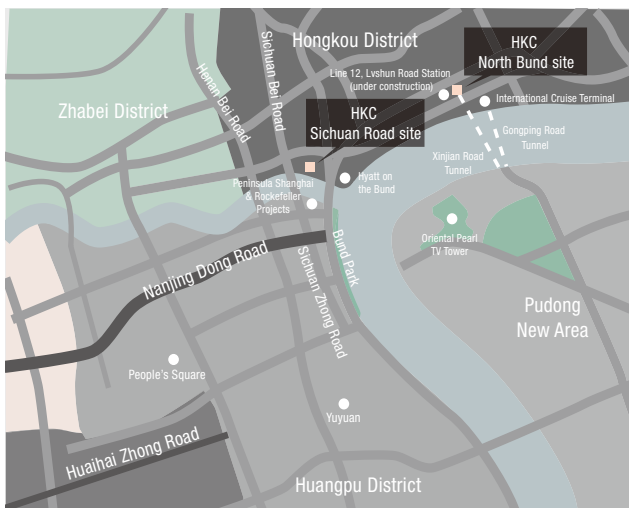 Hongkou District
HKC
North Bund site
Line 12, Lvshun Road Station
(under construction)
International Cruise Terminal
Zhabei District
Henan Bei Road
Sichuan Bei Road
HKC
Sichuan Road site
Gongping Road
Tunnel
Xinjian Road
Tunnel
Peninsula Shanghai
& Rockefeller
Projects
Hyatt on
the Bund
Oriental Pearl
TV Tower
Nanjing Dong Road
Bund Park
Sichuan Zhong Road
Pudong
New Area
People's Square
Yuyuan
Huaihai Zhong Road
Huangpu District